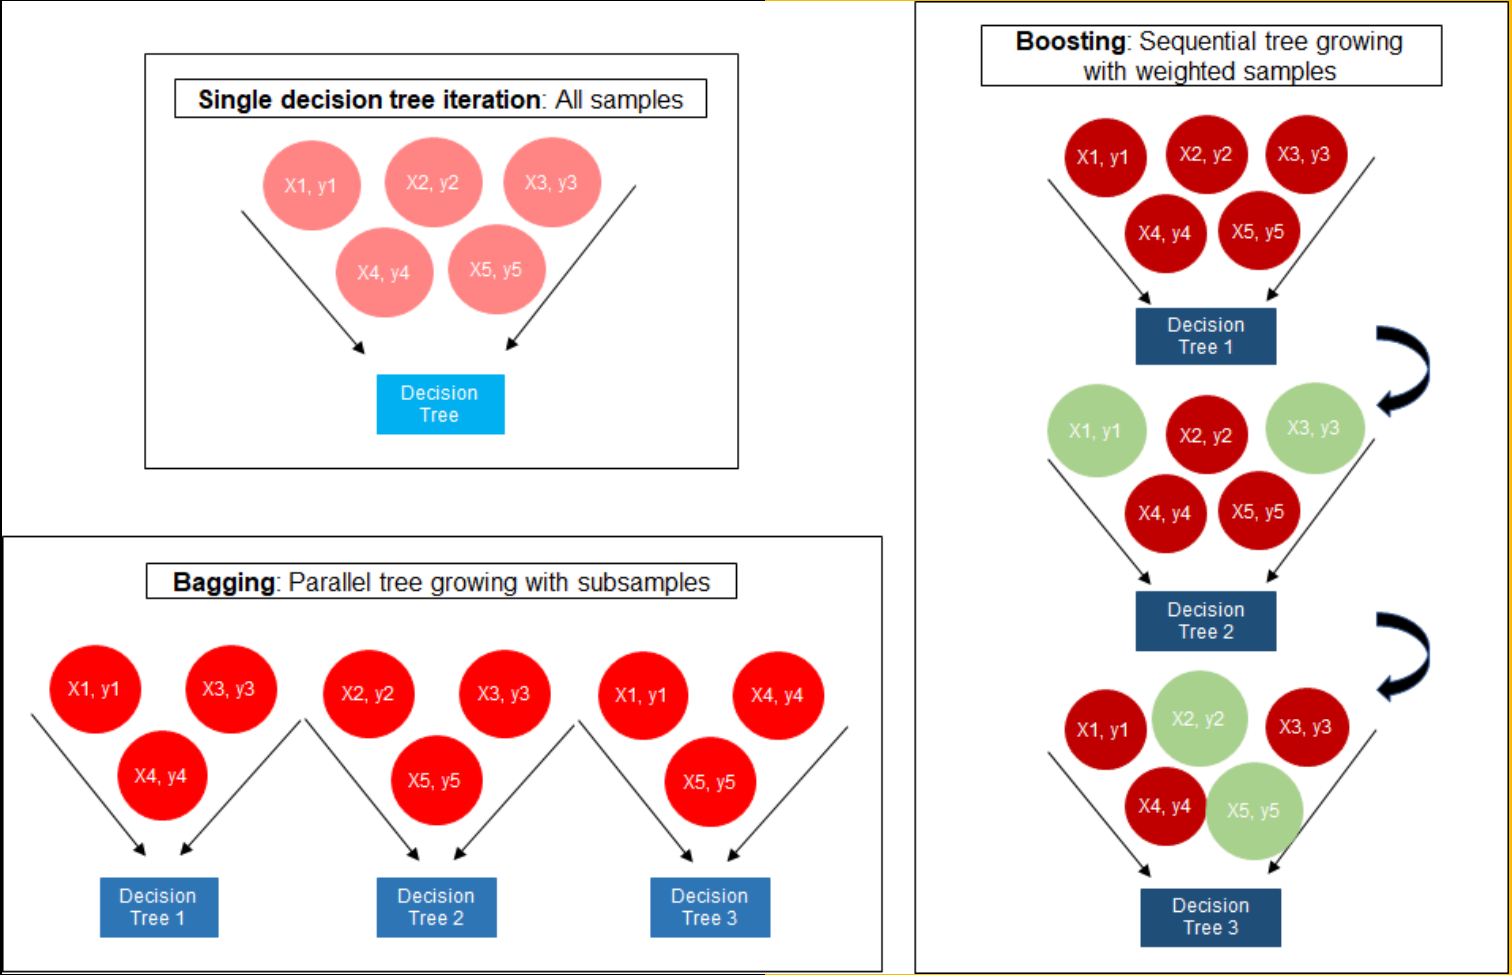 Single decision tree iteration: All samples
X1, y1
X2, y2
X3, y3
X4, y4
X5, y5
Decision
Tree
Bagging: Parallel tree growing with subsamples
X1, y1
X3, y3
X4, y4
Decision
Tree 1
X2, y2
X3, y3
X5, y5
Decision
Tree 2
X1, y1
X4, y4
X5, y5
Decision
Tree 3
Boosting: Sequential tree growing
with weighted samples
X1, y1
X2, y2
X3, y3
X4, y4
X5, y5
Decision
Tree 1
X1, y1
X2, y2
X3, y3
X4, y4
X5, y5
Decision
Tree 2
X1, y1
X2, y2
X3, y3
X4, y4
X5, y5
Decision
Tree 3